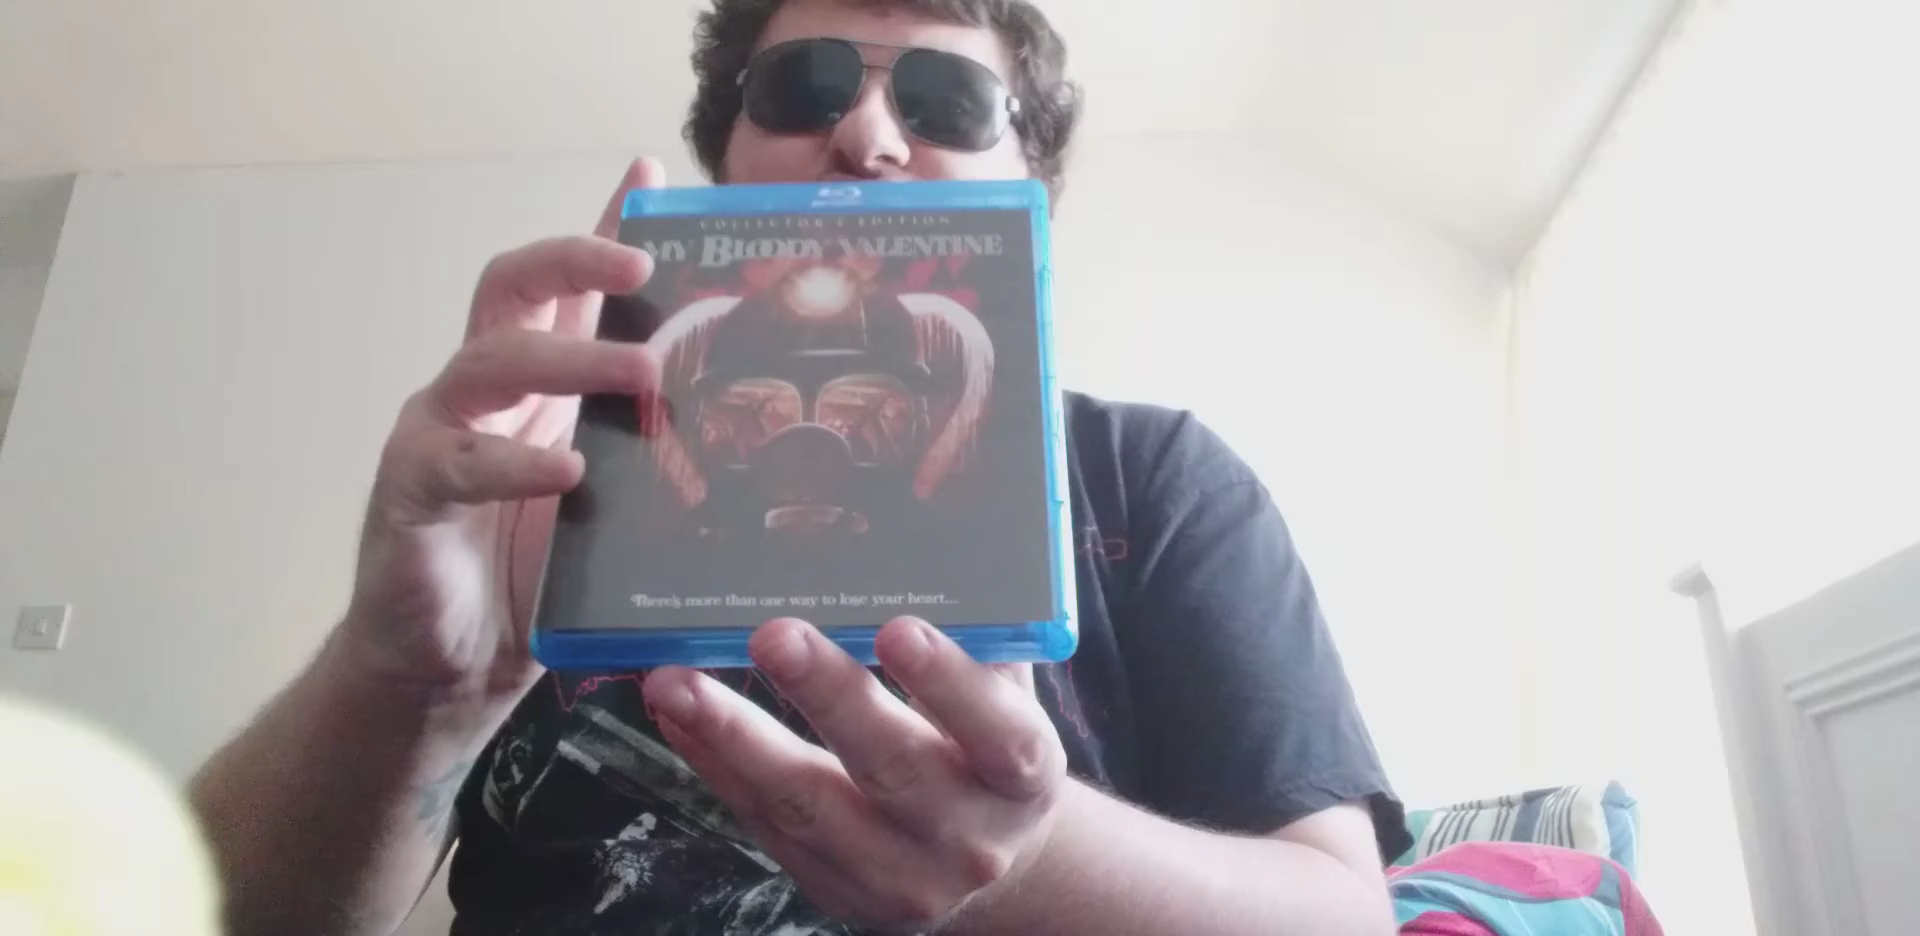 COLLECTOR'S EDITION
MY BLOODY VALENTINE
There's more than one way to lose your heart...